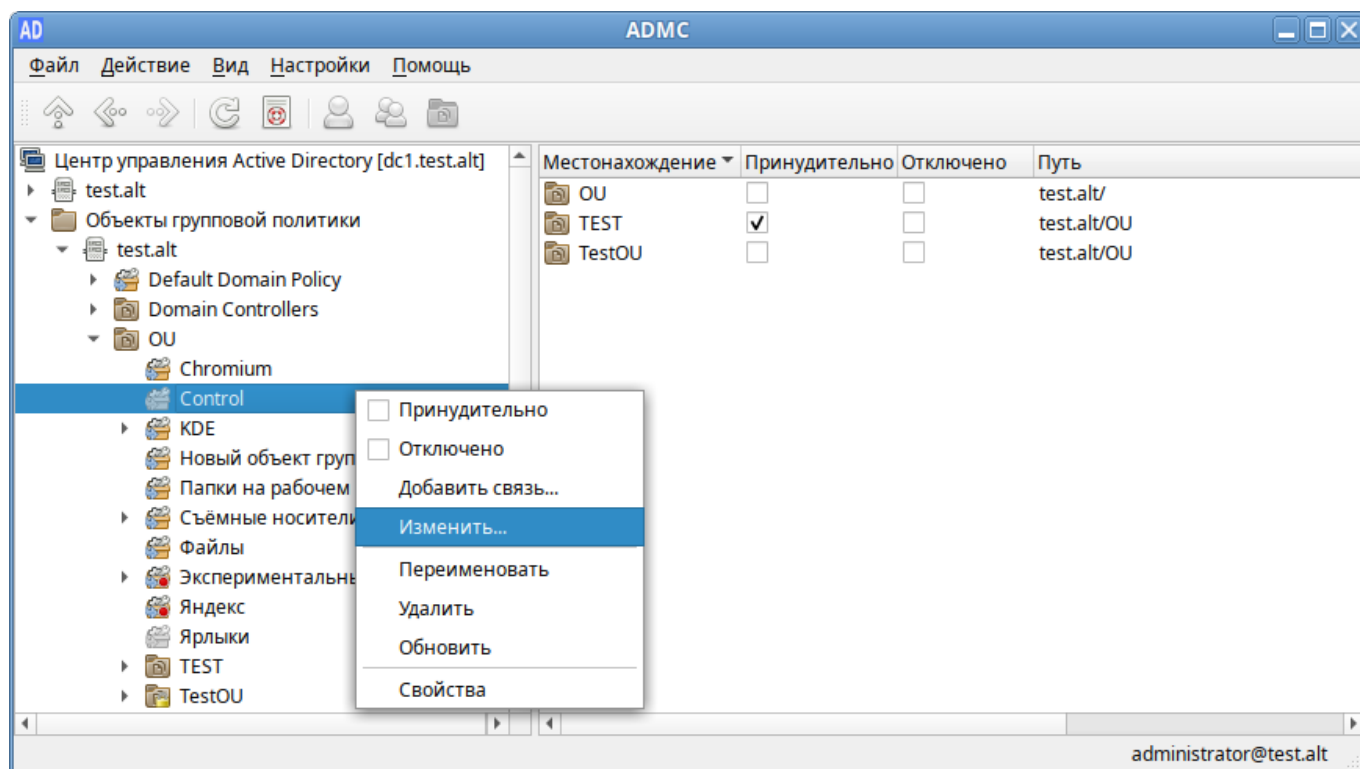 AD
ADMC
Файл Действие Вид Настройки Помощь
Центр управления Active Directory [dc1.test.alt]
test.alt
Объекты групповой политики
test.alt
Default Domain Policy
Domain Controllers
OU
Chromium
Control
KDE
Новый объект груп
Папки на рабочем
Съёмные носители
Файлы
Экспериментальны
Яндекс
Ярлыки
TEST
TestOU
Принудительно
Отключено
Добавить связь...
Изменить...
Переименовать
Удалить
Обновить
Свойства
Местонахождение Принудительно Отключено Путь
OU test.alt/
TEST test.alt/OU
TestOU test.alt/OU
administrator@test.alt